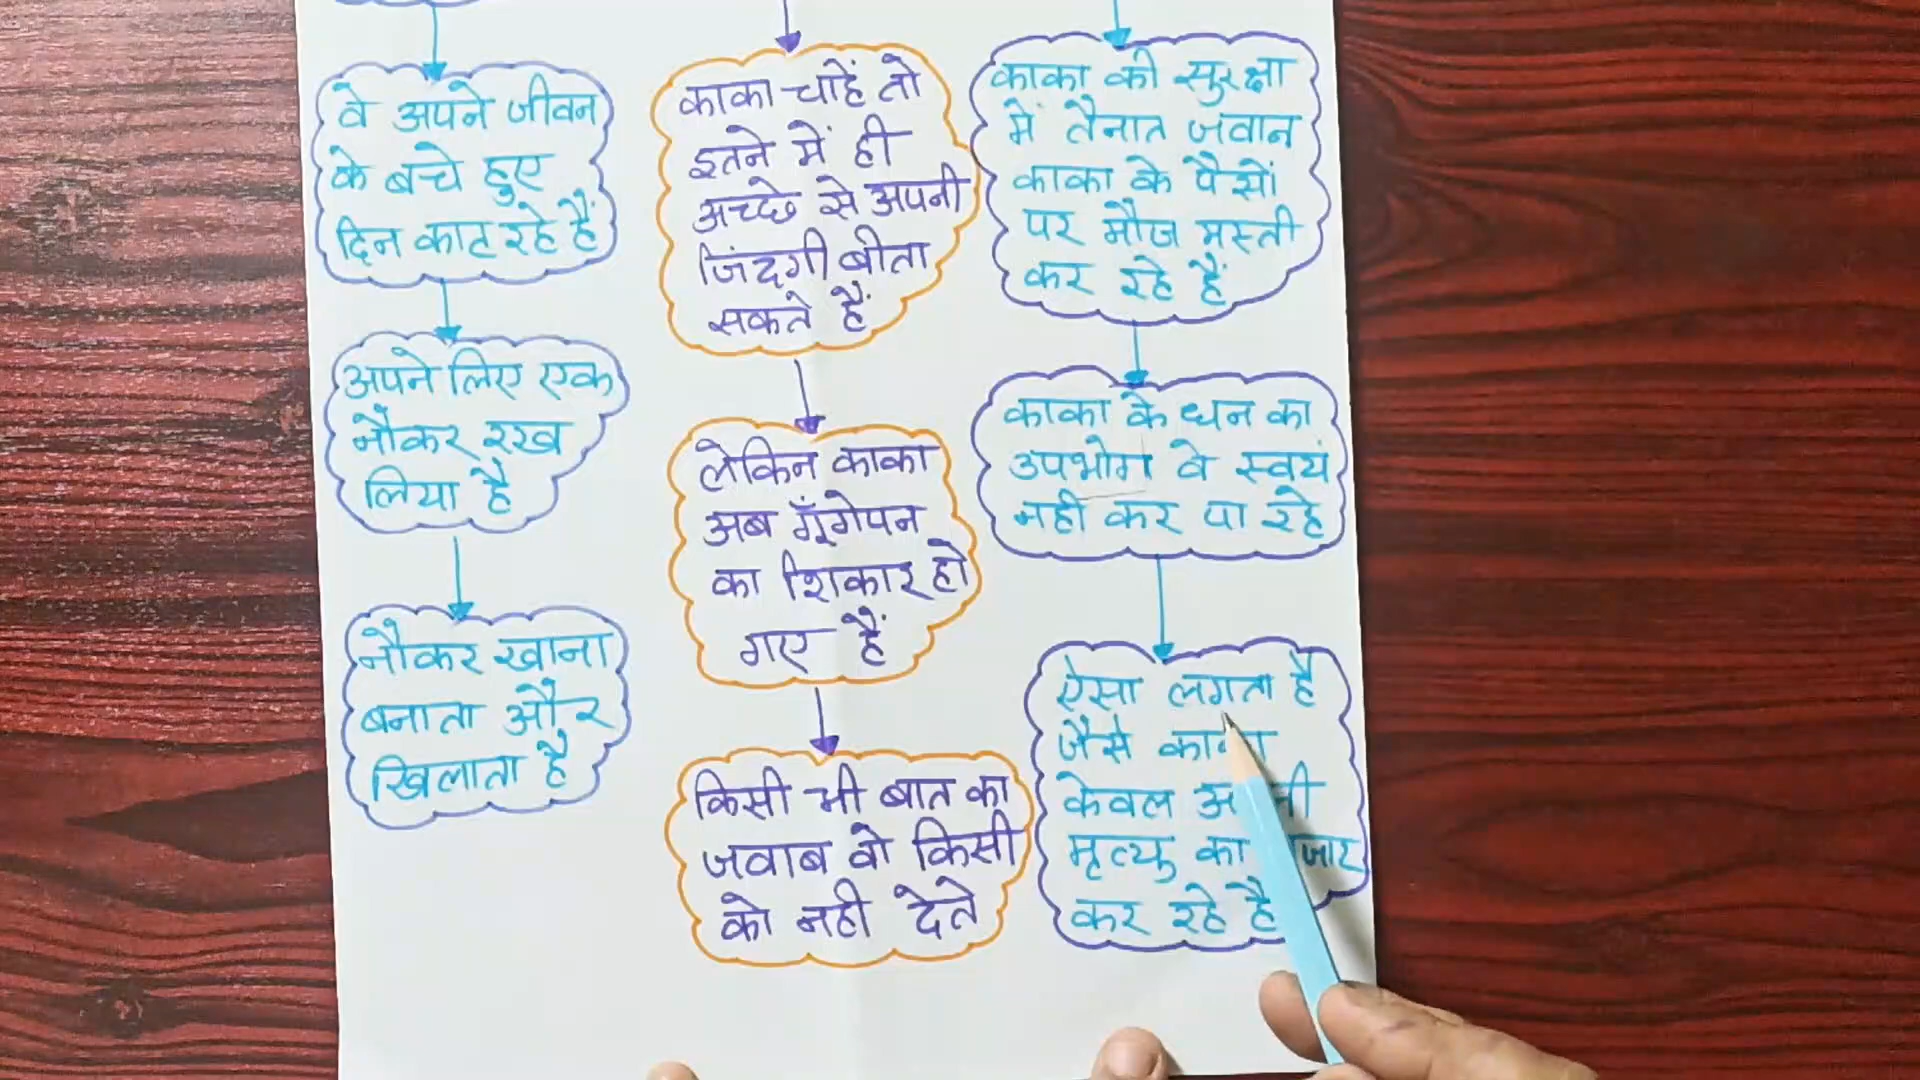 वे अपने जीवन
के बचे हुए
दिन काट रहे हैं
अपने लिए एक
नौकर रख
लिया है
नौकर खाना
बनाता और
खिलाता है
काका चाहें तो
इतने में ही
अच्छे से अपनी
जिंदगी बीता
सकते हैं
लेकिन काका
अब गूँगेपन
का शिकार हो
गए हैं
किसी भी बात का
जवाब वो किसी
को नही देते
काका की सुरक्षा
में तैनात जवान
काका के पैसों
पर मौज मस्ती
कर रहे हैं
काका के धन का
उपभोग वे स्वयं
नही कर पा रहे
ऐसा लगता है
जैसे
केवल
मृत्यु का
कर रहे है